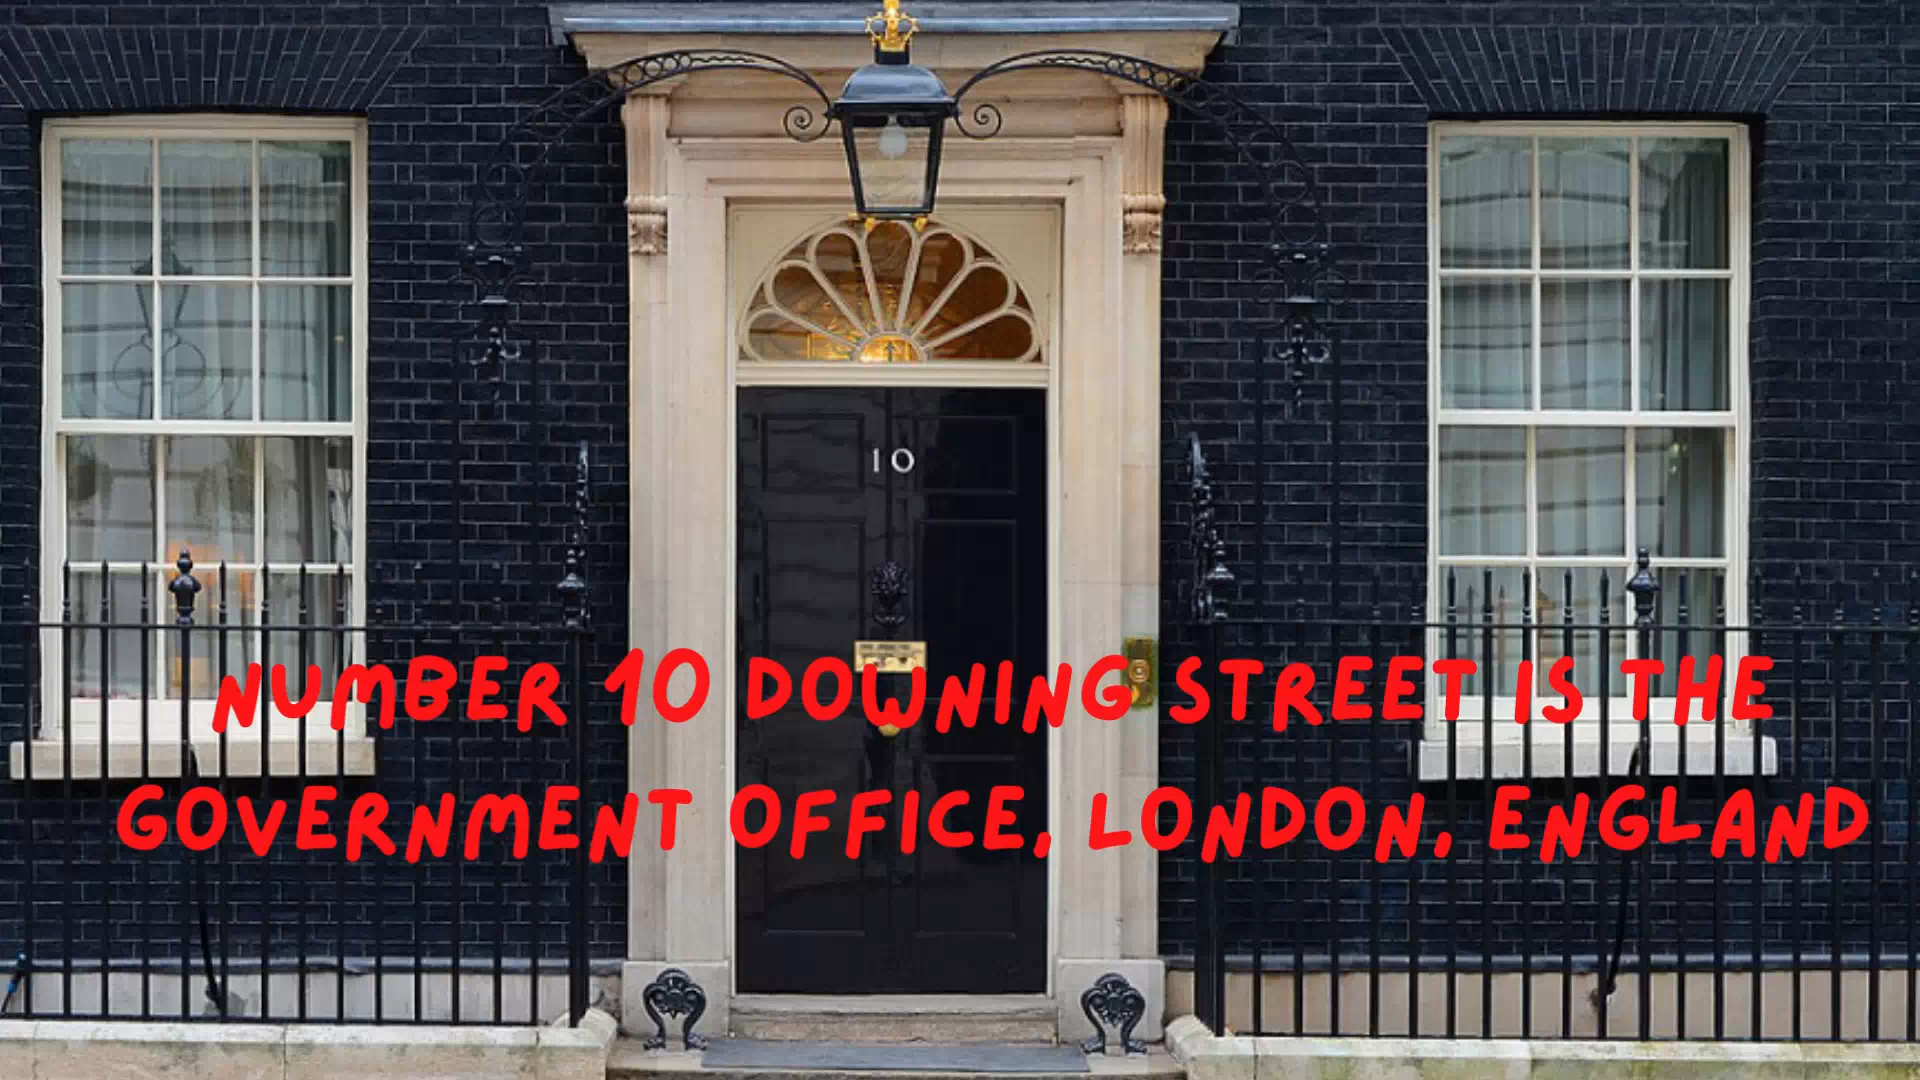 10
NUMBER 10 DOWNING STREET IS THE
GOVERNMENT OFFICE, LONDON, ENGLAND